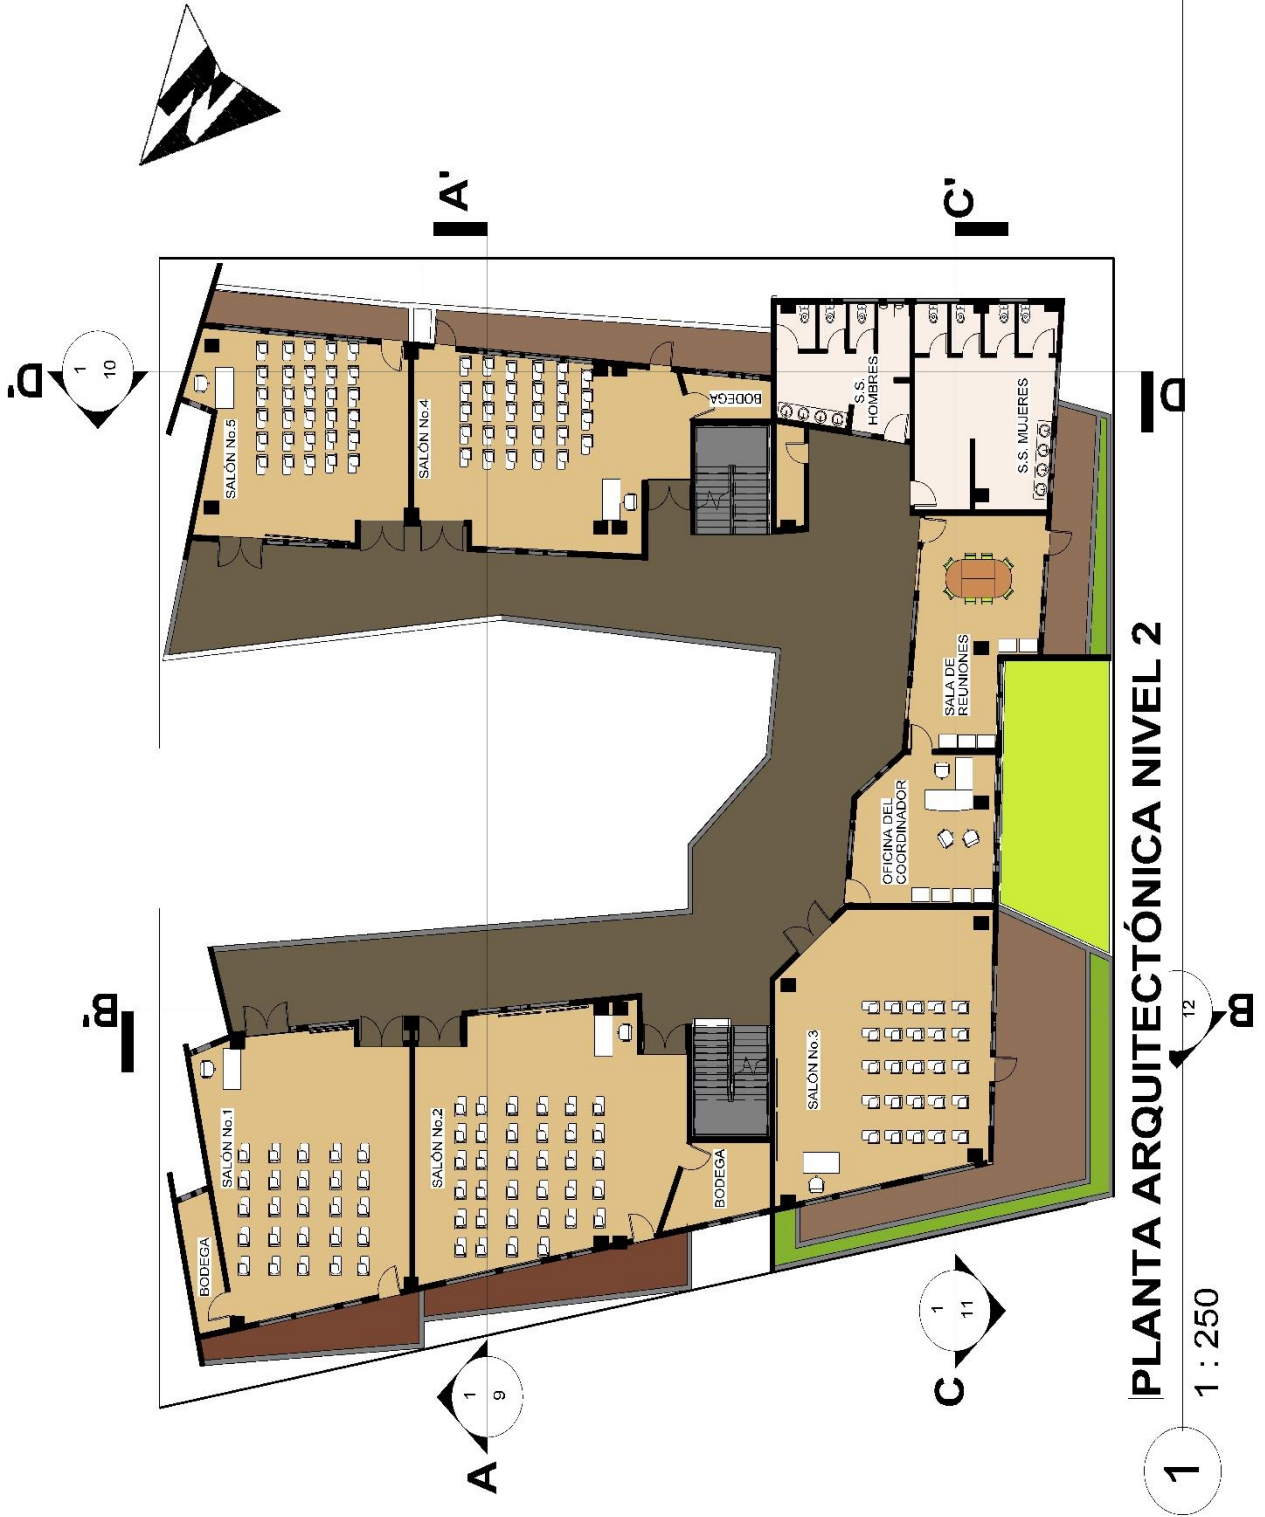 N
B'
D'
1
10
A'
C'
BODEGA
SALÓN No.1
SALÓN No.2
BODEGA
SALÓN No.3
SALÓN No.5
SALÓN No.4
BODEGA
S.S.
HOMBRES
S.S. MUJERES
SALA DE
REUNIONES
OFICINA DEL
COORDINADOR
A
1
9
C
1
11
12
B
D
1
PLANTA ARQUITECTÓNICA NIVEL 2
1 : 250